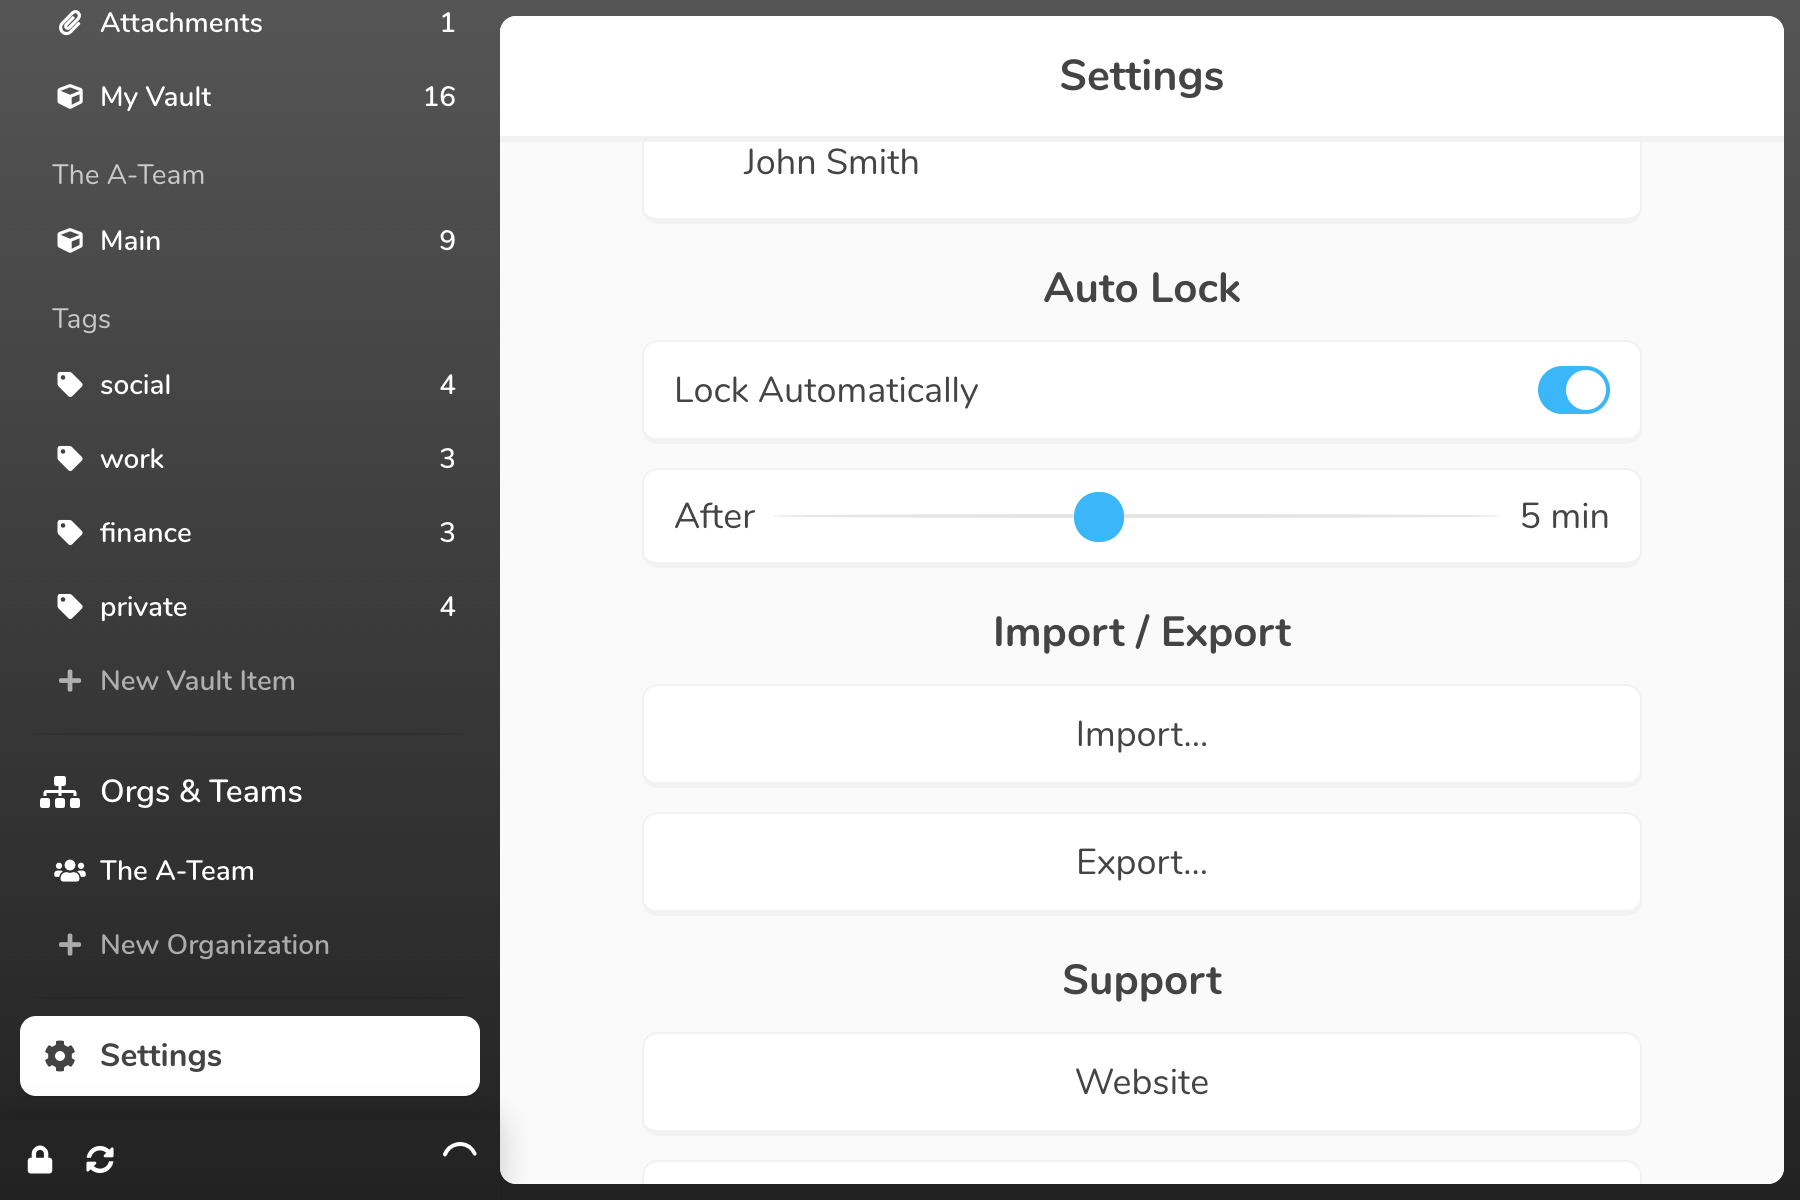 Attachments 1
My Vault 16
The A-Team
Main 9
Tags
social 4
work 3
finance 3
private 4
New Vault Item
Orgs & Teams
The A-Team
New Organization
Settings
Settings
John Smith
Auto Lock
Lock Automatically
After 5 min
Import / Export
Import...
Export...
Support
Website